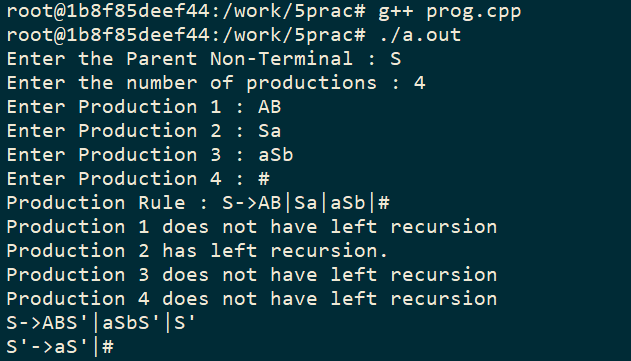 root@1b8f85deef44:/work/5prac# g++ prog.cpp
root@1b8f85deef44:/work/5prac# ./a.out
Enter the Parent Non-Terminal : S
Enter the number of productions : 4
Enter Production 1 : AB
Enter Production 2 : Sa
Enter Production 3 : aSb
Enter Production 4 : #
Production Rule : S->AB|Sa|aSb|#
Production 1 does not have left recursion
Production 2 has left recursion.
Production 3 does not have left recursion
Production 4 does not have left recursion
S->ABS'|aSbS'|S'
S'->aS'|#